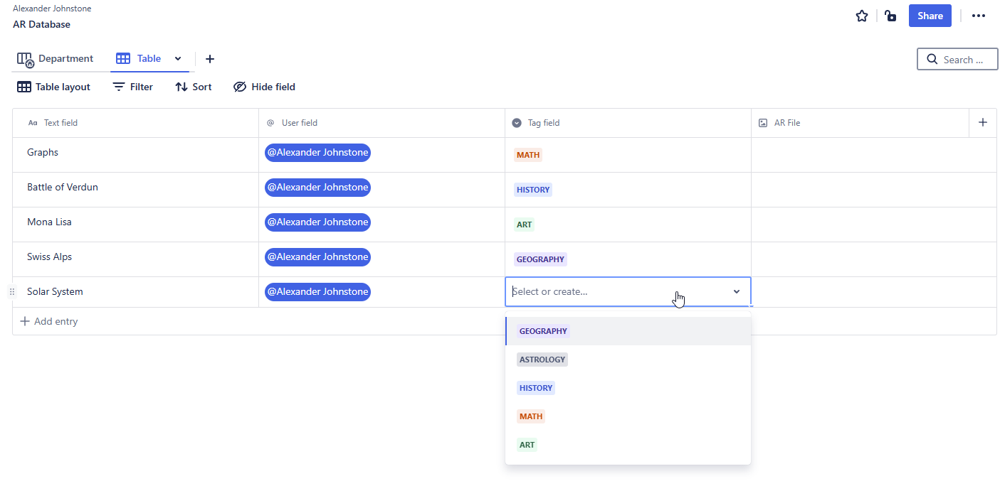 Alexander Johnstone
AR Database
Share
Department
Table
Search ...
Table layout
Filter
Sort
Hide field
Aa Text field
@ User field
Tag field
AR File
Graphs
@Alexander Johnstone
MATH
Battle of Verdun
@Alexander Johnstone
HISTORY
Mona Lisa
@Alexander Johnstone
ART
Swiss Alps
@Alexander Johnstone
GEOGRAPHY
Solar System
@Alexander Johnstone
Select or create...
Add entry
GEOGRAPHY
ASTROLOGY
HISTORY
MATH
ART